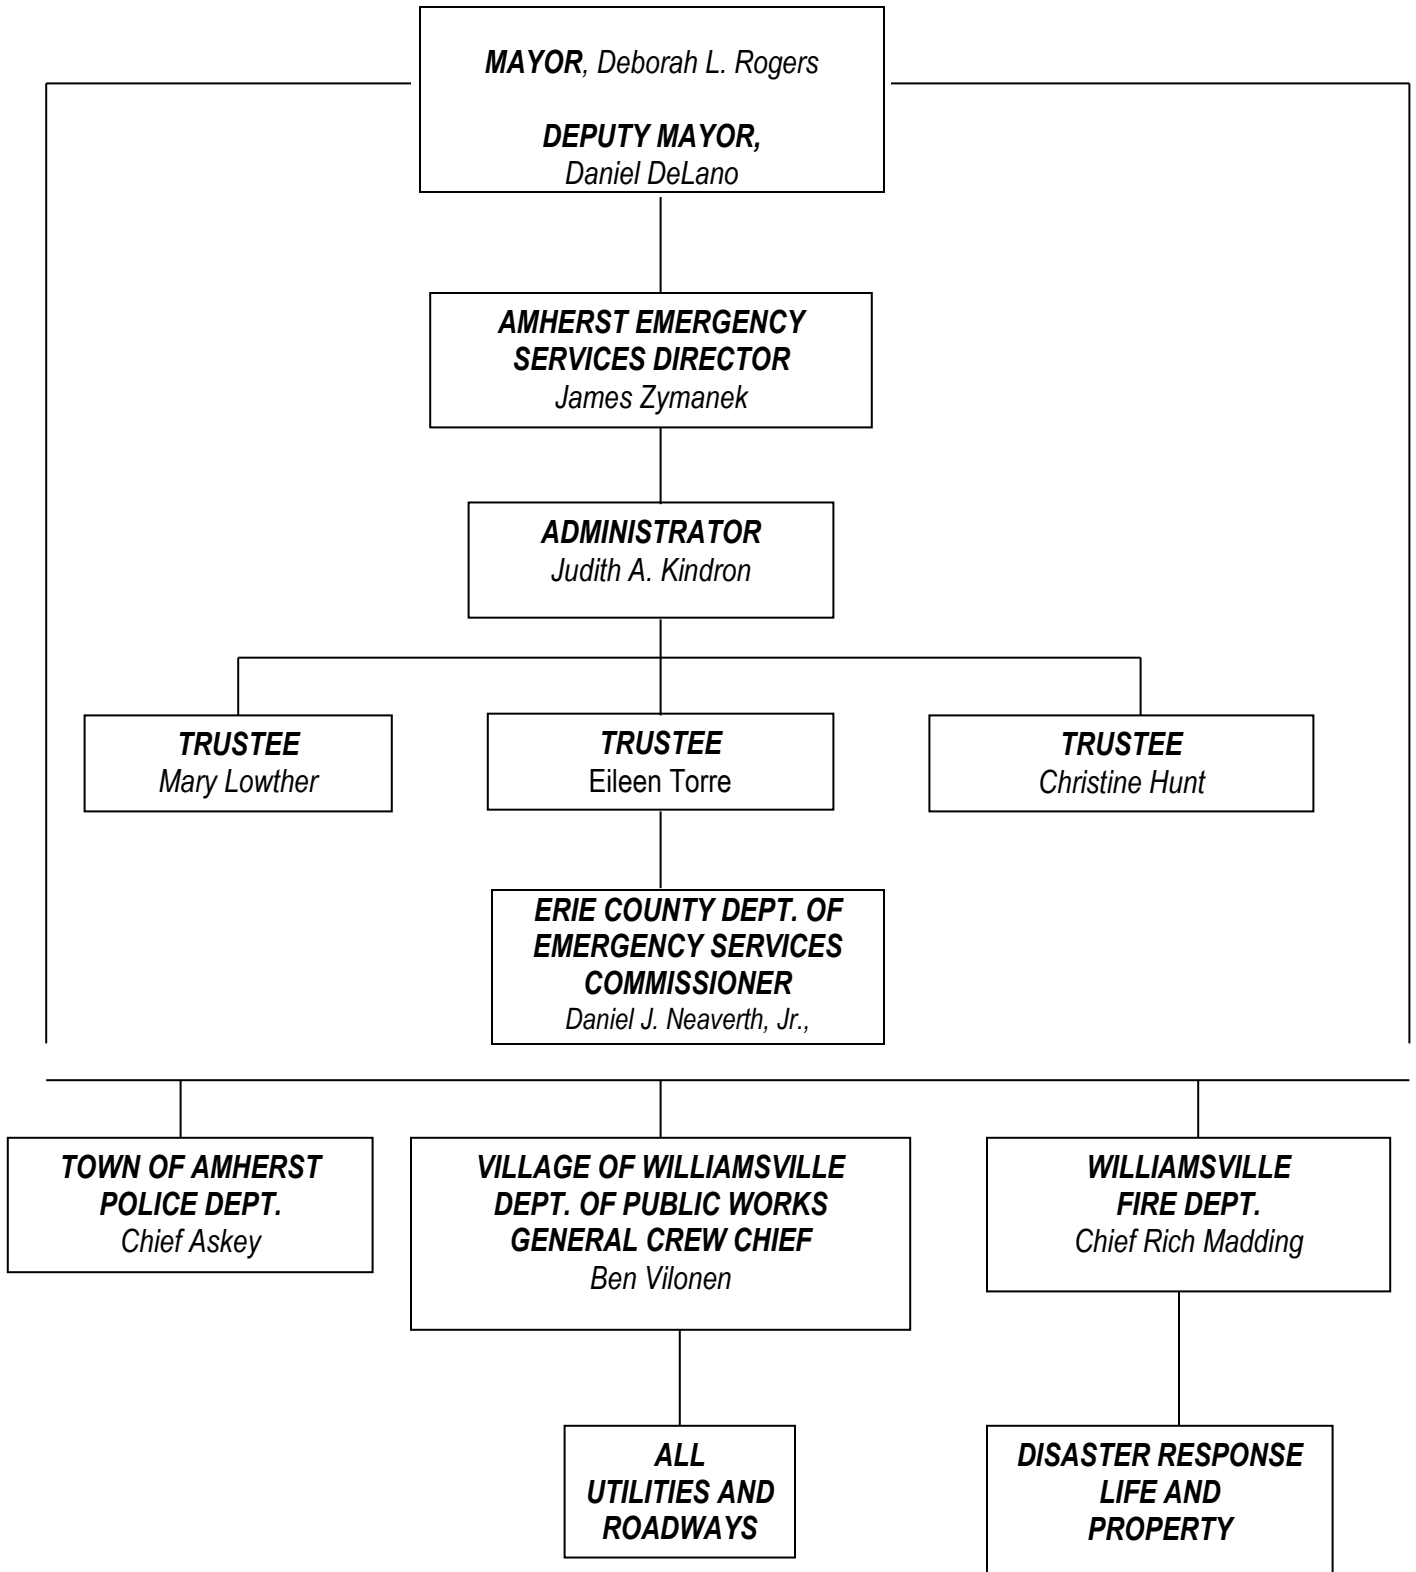 MAYOR, Deborah L. Rogers
DEPUTY MAYOR,
Daniel DeLano
AMHERST EMERGENCY
SERVICES DIRECTOR
James Zymanek
ADMINISTRATOR
Judith A. Kindron
TRUSTEE
Mary Lowther
TRUSTEE
Eileen Torre
TRUSTEE
Christine Hunt
ERIE COUNTY DEPT. OF
EMERGENCY SERVICES
COMMISSIONER
Daniel J. Neaverth, Jr.,
TOWN OF AMHERST
POLICE DEPT.
Chief Askey
VILLAGE OF WILLIAMSVILLE
DEPT. OF PUBLIC WORKS
GENERAL CREW CHIEF
Ben Vilonen
WILLIAMSVILLE
FIRE DEPT.
Chief Rich Madding
ALL
UTILITIES AND
ROADWAYS
DISASTER RESPONSE
LIFE AND
PROPERTY